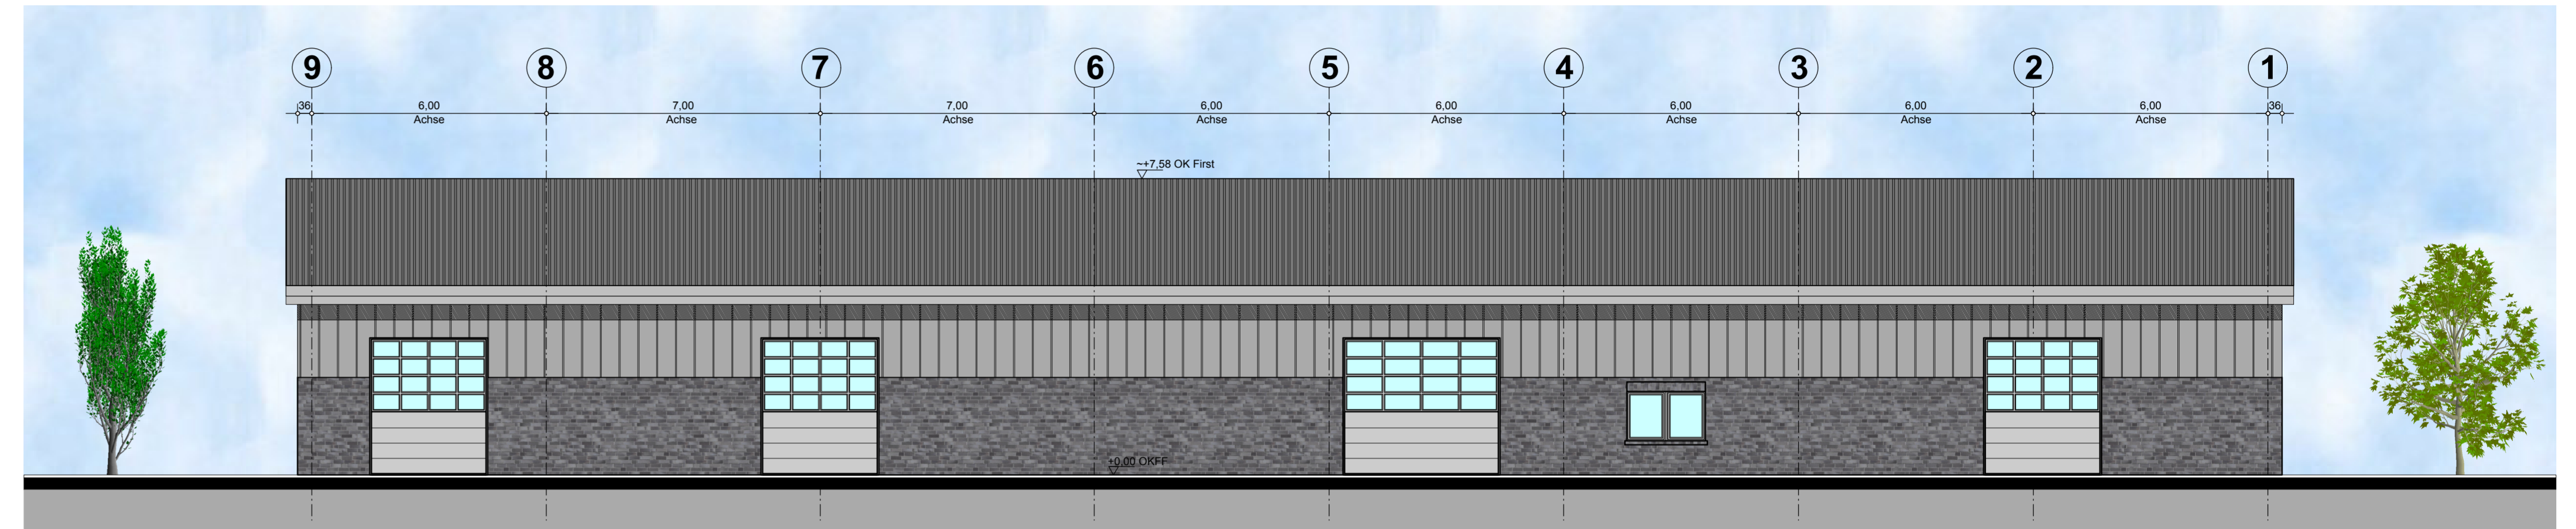 9 8 7 6 5 4 3 2 1
36 6,00 7,00 7,00 6,00 6,00 6,00 6,00 6,00 36
Achse Achse Achse Achse Achse Achse Achse Achse
~+7,58 OK First
+0,00 OKFF